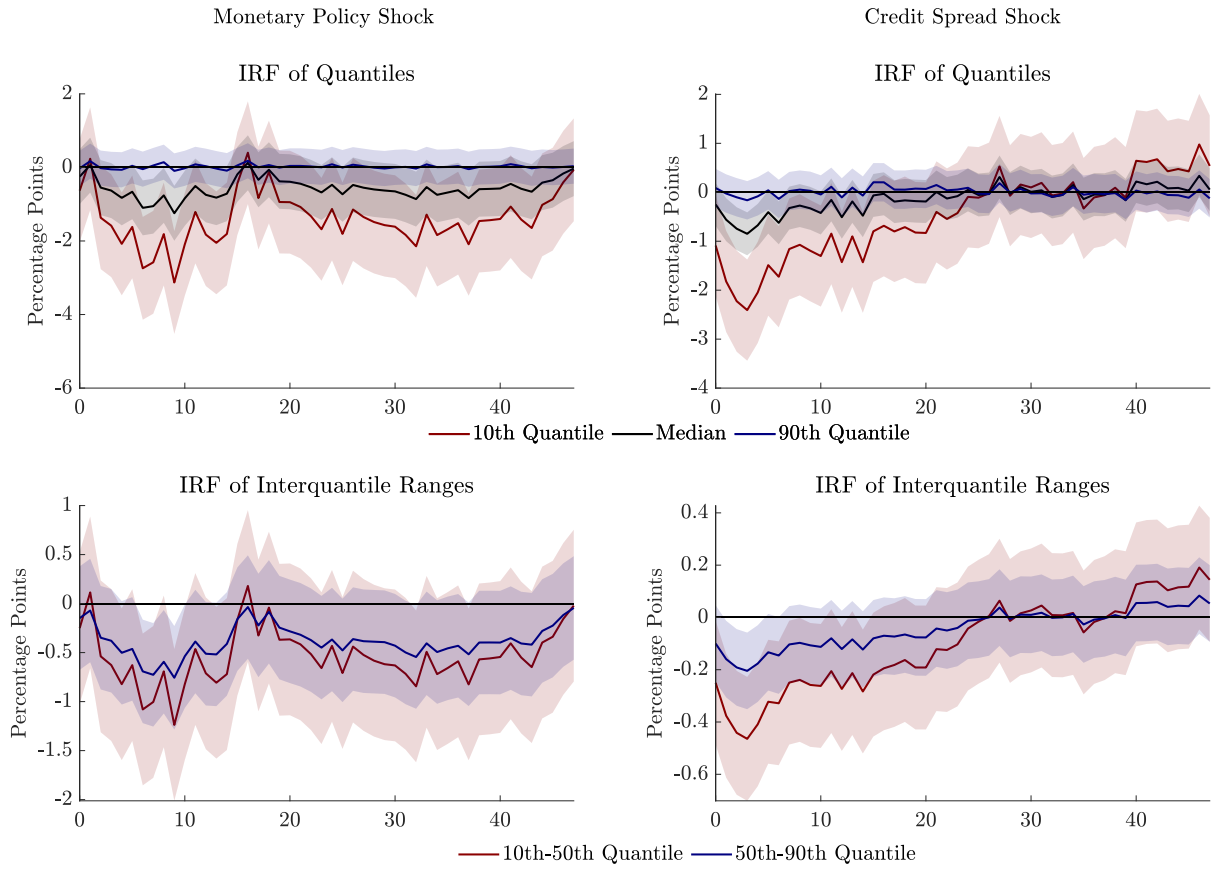 Monetary Policy Shock
Credit Spread Shock
IRF of Quantiles
IRF of Quantiles
Percentage Points
2
0
-2
-4
-6
0 10 20 30 40
Percentage Points
2
1
0
-1
-2
-3
-4
0 10 20 30 40
10th Quantile Median 90th Quantile
IRF of Interquantile Ranges
IRF of Interquantile Ranges
Percentage Points
1
0.5
0
-0.5
-1
-1.5
-2
0 10 20 30 40
Percentage Points
0.4
0.2
0
-0.2
-0.4
-0.6
0 10 20 30 40
10th-50th Quantile 50th-90th Quantile